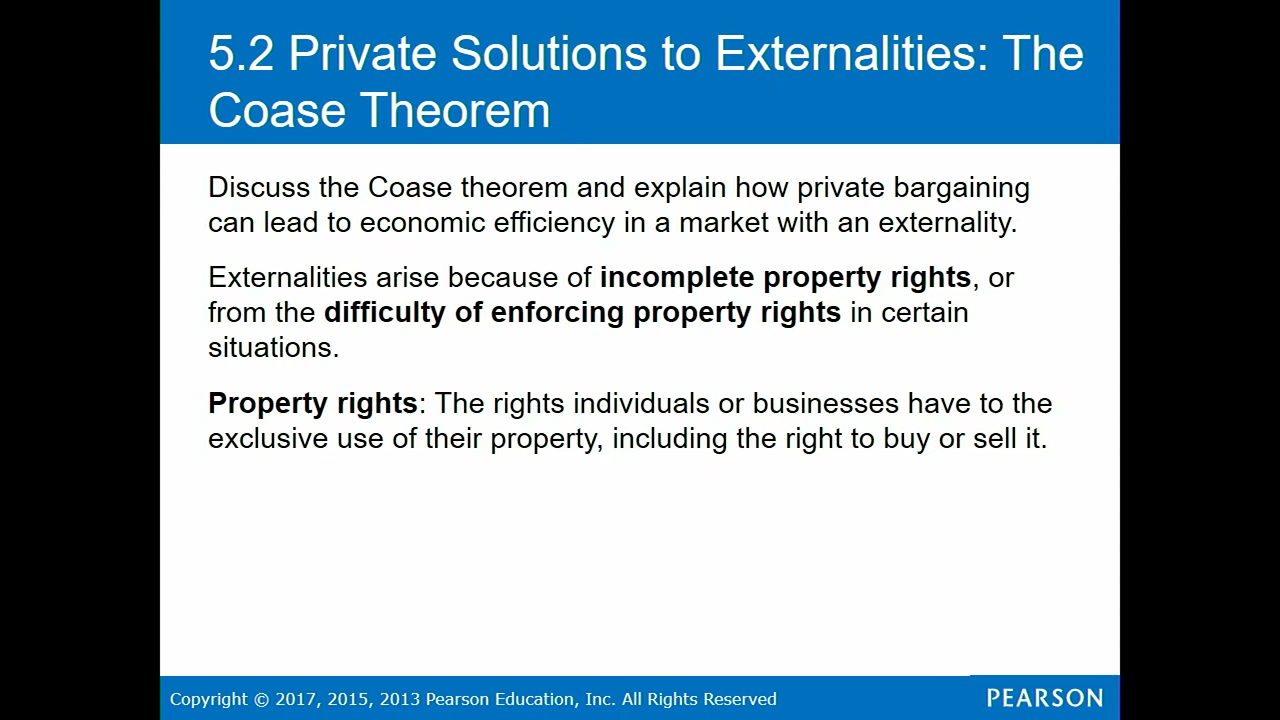 5.2 Private Solutions to Externalities: The
Coase Theorem
Discuss the Coase theorem and explain how private bargaining
can lead to economic efficiency in a market with an externality.
Externalities arise because of incomplete property rights, or
from the difficulty of enforcing property rights in certain
situations.
Property rights: The rights individuals or businesses have to the
exclusive use of their property, including the right to buy or sell it.
Copyright © 2017, 2015, 2013 Pearson Education, Inc. All Rights Reserved
PEARSON